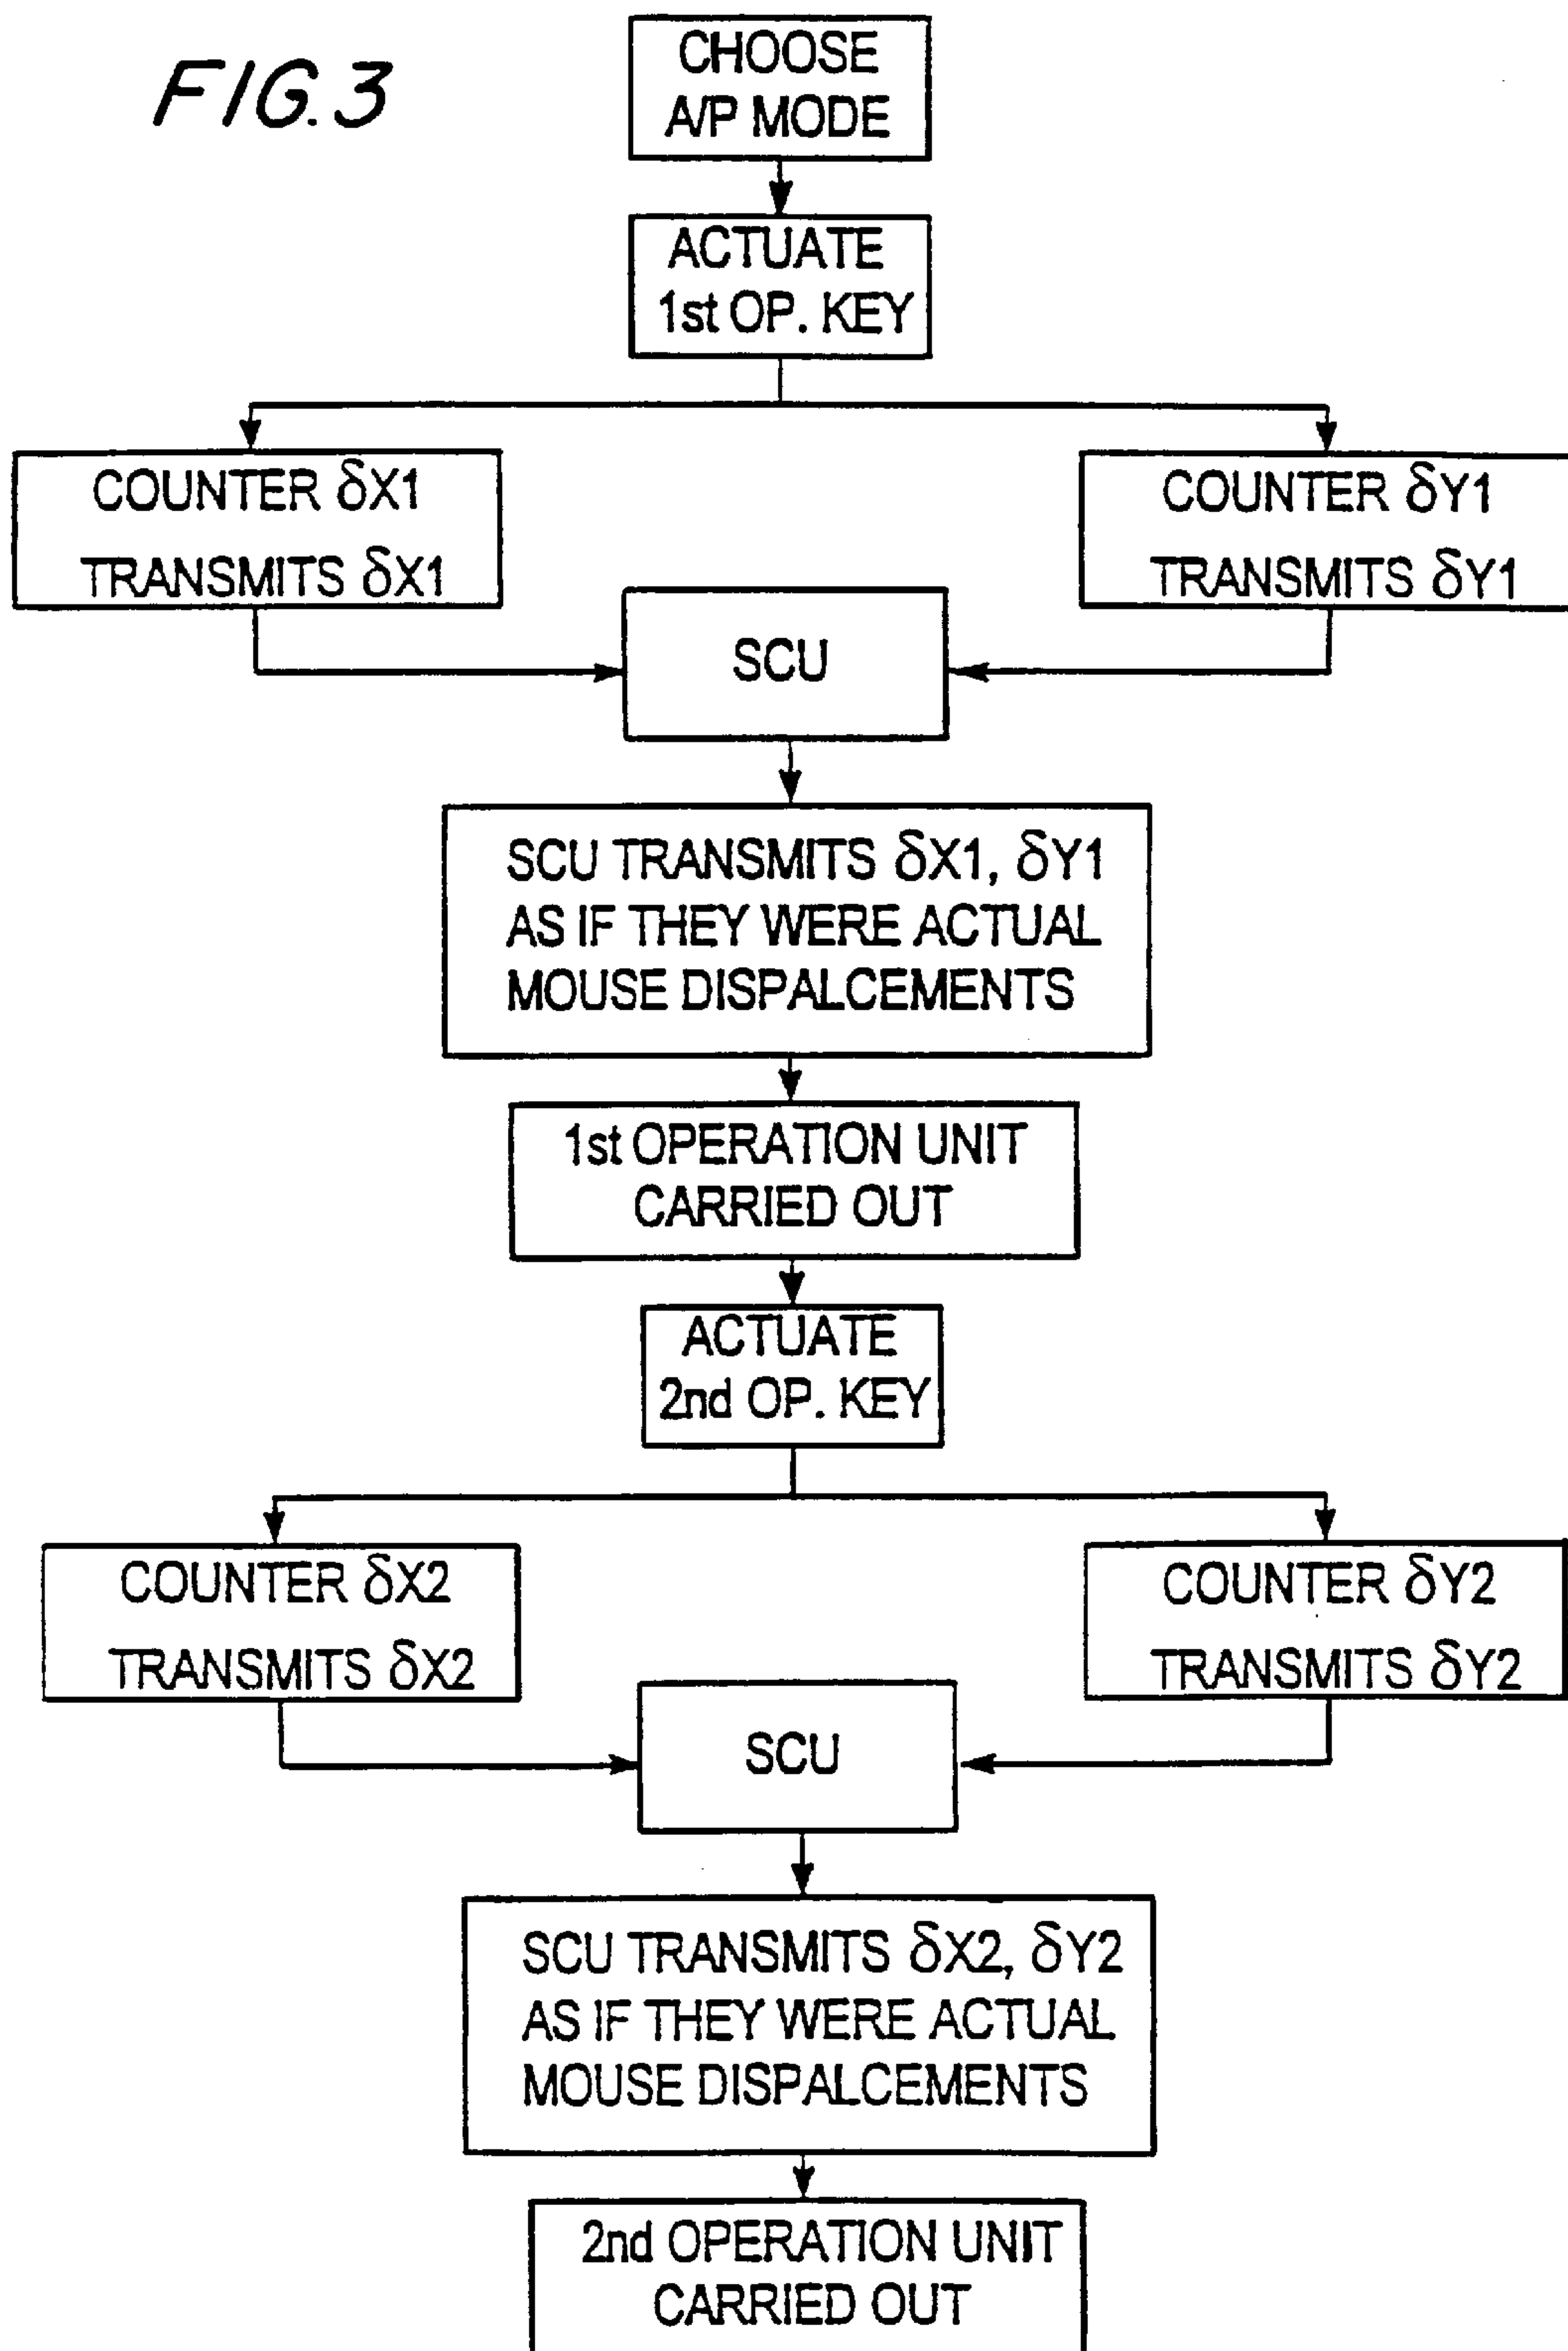 FIG. 3
CHOOSE
A/P MODE
ACTUATE
1st OP. KEY
COUNTER δX1
TRANSMITS δX1
COUNTER δY1
TRANSMITS δY1
SCU
SCU TRANSMITS δX1, δY1
AS IF THEY WERE ACTUAL
MOUSE DISPALCEMENTS
1st OPERATION UNIT
CARRIED OUT
ACTUATE
2nd OP. KEY
COUNTER δX2
TRANSMITS δX2
COUNTER δY2
TRANSMITS δY2
SCU
SCU TRANSMITS δX2, δY2
AS IF THEY WERE ACTUAL
MOUSE DISPALCEMENTS
2nd OPERATION UNIT
CARRIED OUT